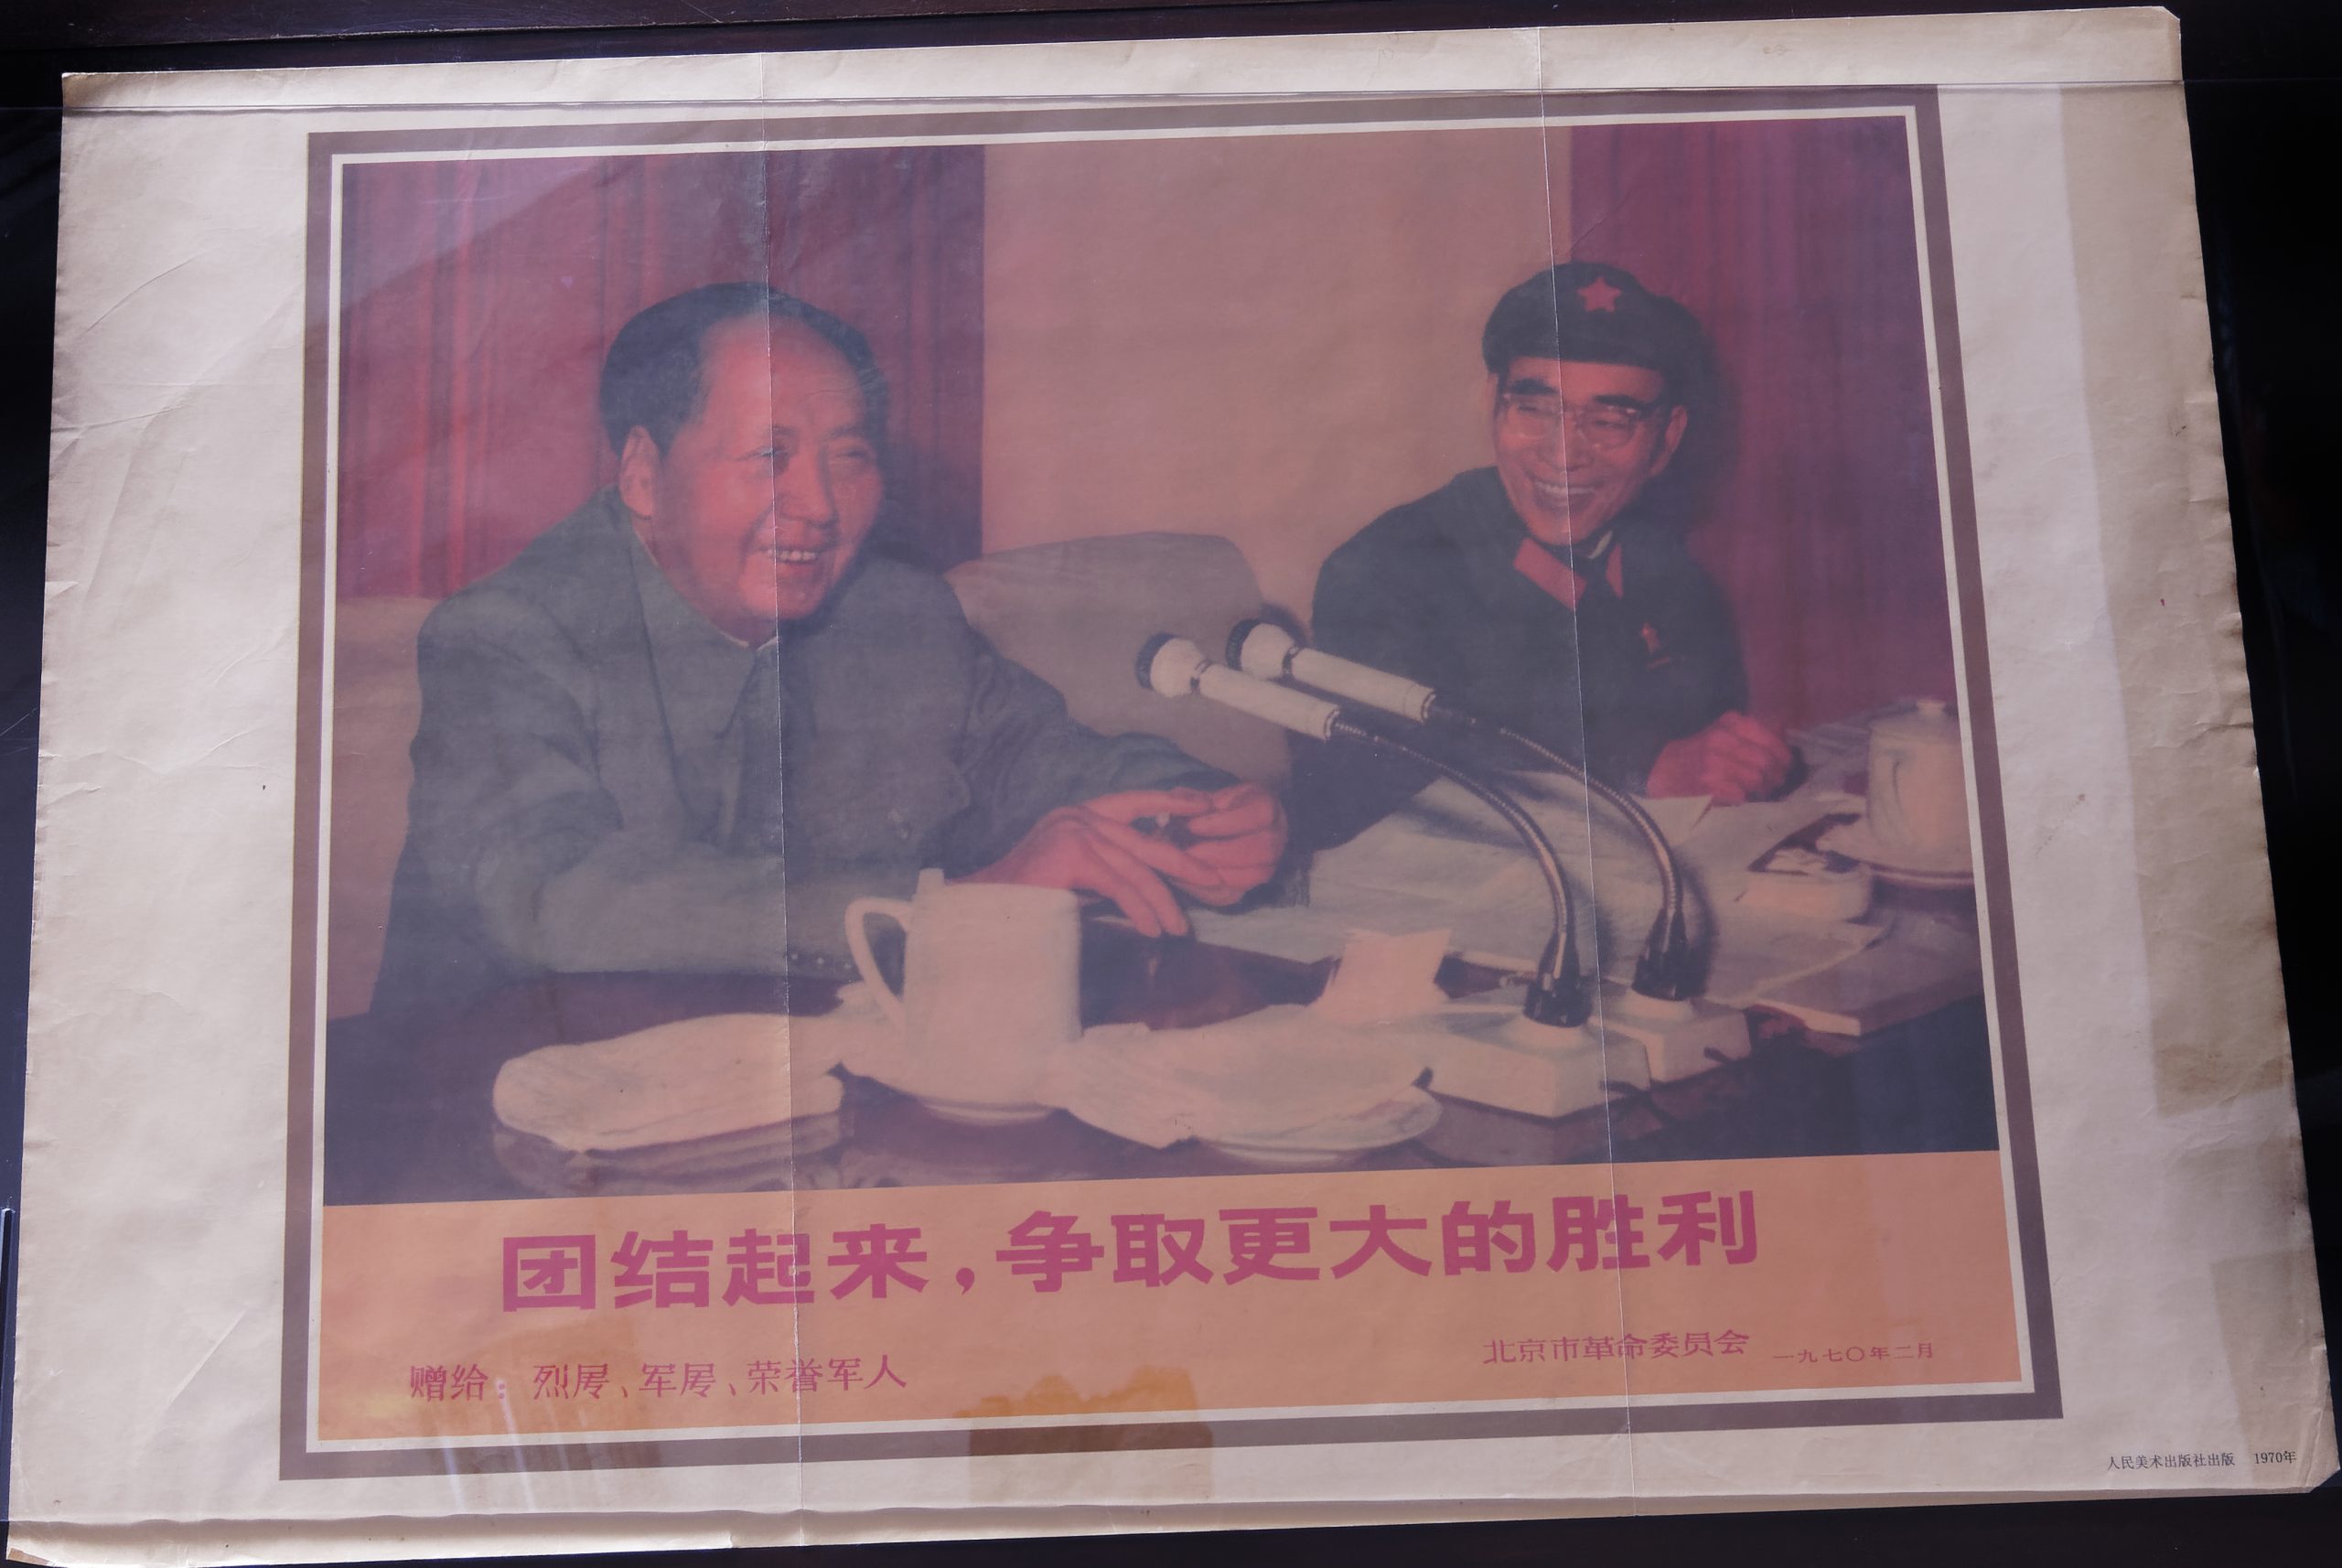 团结起来，争取更大的胜利
赠给：烈属、军属、荣誉军人
北京市革命委员会 一九七〇年二月
人民美术出版社出版 1970年